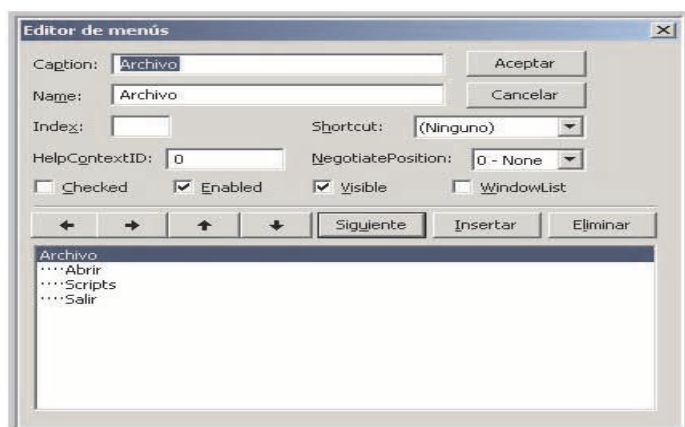 Editor de menús
Caption: Archivo Aceptar
Name: Archivo Cancelar
Index: Shortcut: (Ninguno)
HelpContextID: 0 NegotiatePosition: 0 - None
Checked Enabled Visible WindowList
Siguiente Insertar Eliminar
Archivo
····Abrir
····Scripts
····Salir